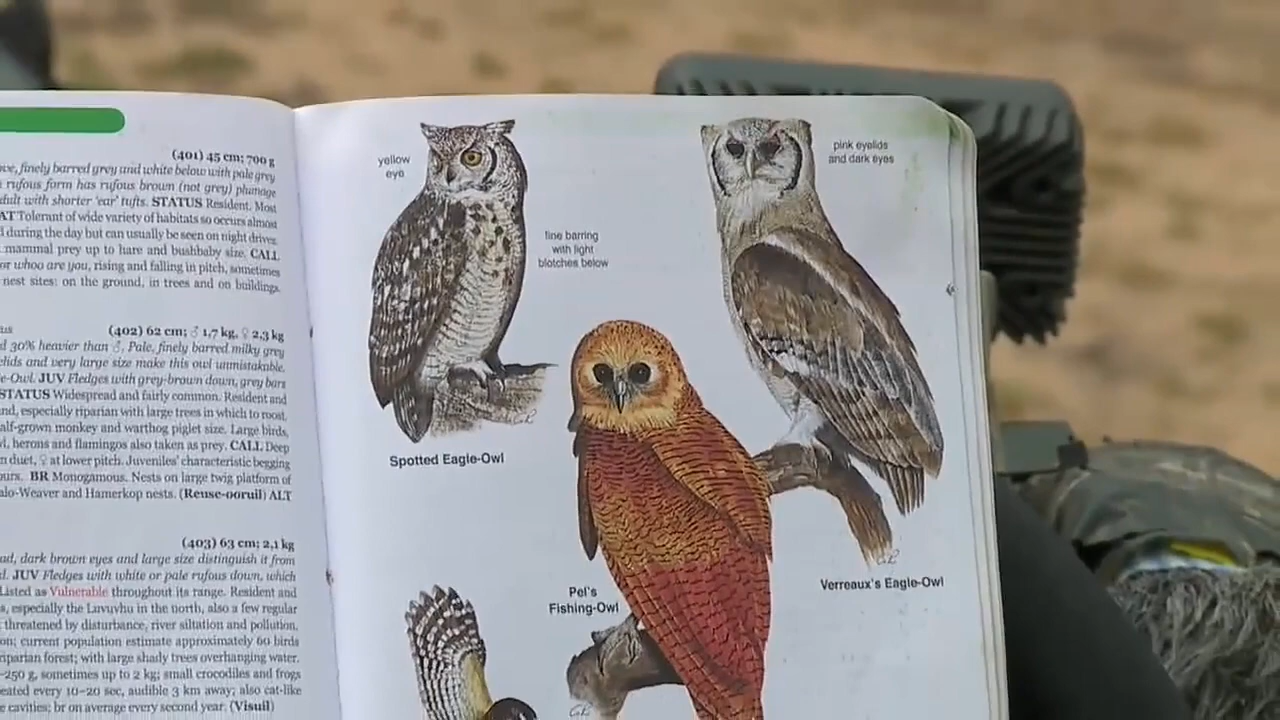 (401) 45 cm; 700 g
ve, finely barred grey and white below with pale grey
rufous form has rufous brown (not grey) plumage
dult with shorter 'ear' tufts. STATUS Resident. Most
AT Tolerant of wide variety of habitats so occurs almost
d during the day but can usually be seen on night drives.
mammal prey up to hare and bushbaby size. CALL
or whoo are you, rising and falling in pitch, sometimes
nest sites: on the ground, in trees and on buildings.
(402) 62 cm; ♂ 1,7 kg, ♀ 2,3 kg
d 30% heavier than ♂. Pale, finely barred milky grey
elids and very large size make this owl unmistakable.
e-Owl. JUV Fledges with grey-brown down, grey bars
STATUS Widespread and fairly common. Resident and
nd, especially riparian with large trees in which to roost.
alf-grown monkey and warthog piglet size. Large birds,
wl, herons and flamingos also taken as prey. CALL Deep
n duet, ♀ at lower pitch. Juveniles' characteristic begging
ours. BR Monogamous. Nests on large twig platform of
alo-Weaver and Hamerkop nests. (Reuse-ooruil) ALT
(403) 63 cm; 2,1 kg
ad, dark brown eyes and large size distinguish it from
d. JUV Fledges with white or pale rufous down, which
Listed as Vulnerable throughout its range. Resident and
s, especially the Luvuvhu in the north, also a few regular
threatened by disturbance, river siltation and pollution,
on; current population estimate approximately 60 birds
riparian forest; with large shady trees overhanging water.
-250 g, sometimes up to 2 kg; small crocodiles and frogs
eated every 10–20 sec, audible 3 km away; also cat-like
e cavities; br on average every second year. (Visuil)
yellow
eye
pink eyelids
and dark eyes
fine barring
with light
blotches below
Spotted Eagle-Owl
Verreaux's Eagle-Owl
Pel's
Fishing-Owl